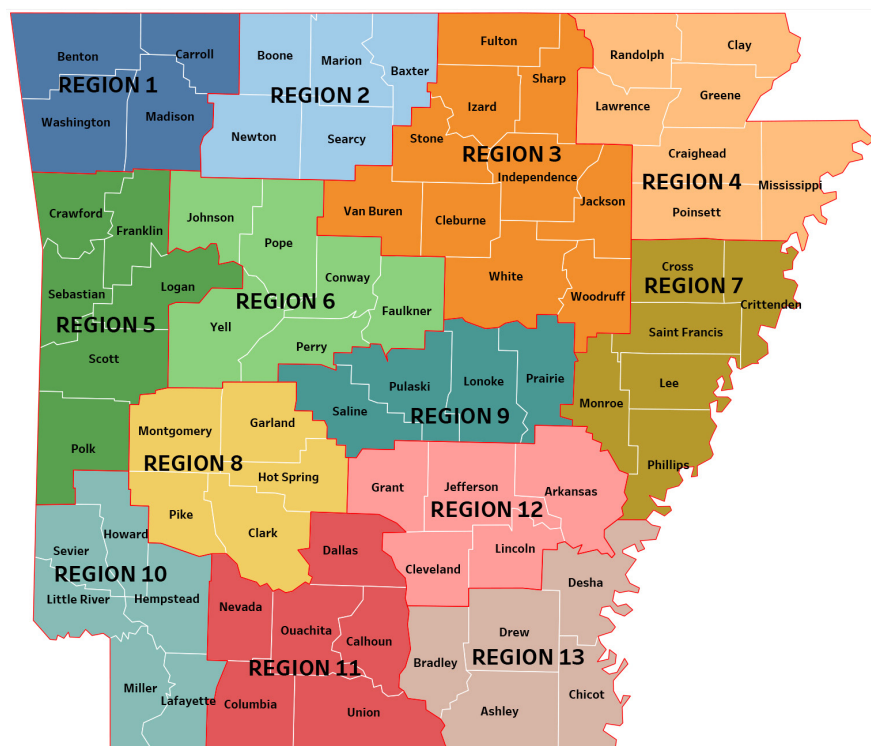 Benton
Carroll
REGION 1
Washington
Madison
Boone
Marion
Baxter
REGION 2
Newton
Searcy
Fulton
Sharp
Izard
Stone
REGION 3
Independence
Jackson
Van Buren
Cleburne
White
Woodruff
Randolph
Clay
Lawrence
Greene
Craighead
REGION 4
Mississippi
Poinsett
Crawford
Franklin
Sebastian
Logan
REGION 5
Scott
Polk
Johnson
Pope
Conway
REGION 6
Faulkner
Yell
Perry
Cross
REGION 7
Crittenden
Saint Francis
Lee
Monroe
Phillips
Montgomery
Garland
REGION 8
Hot Spring
Pike
Clark
Pulaski
Lonoke
Prairie
Saline
REGION 9
Howard
Sevier
REGION 10
Little River
Hempstead
Miller
Lafayette
Dallas
Nevada
Ouachita
Calhoun
REGION 11
Columbia
Union
Grant
Jefferson
Arkansas
REGION 12
Lincoln
Cleveland
Desha
Drew
Bradley
REGION 13
Chicot
Ashley